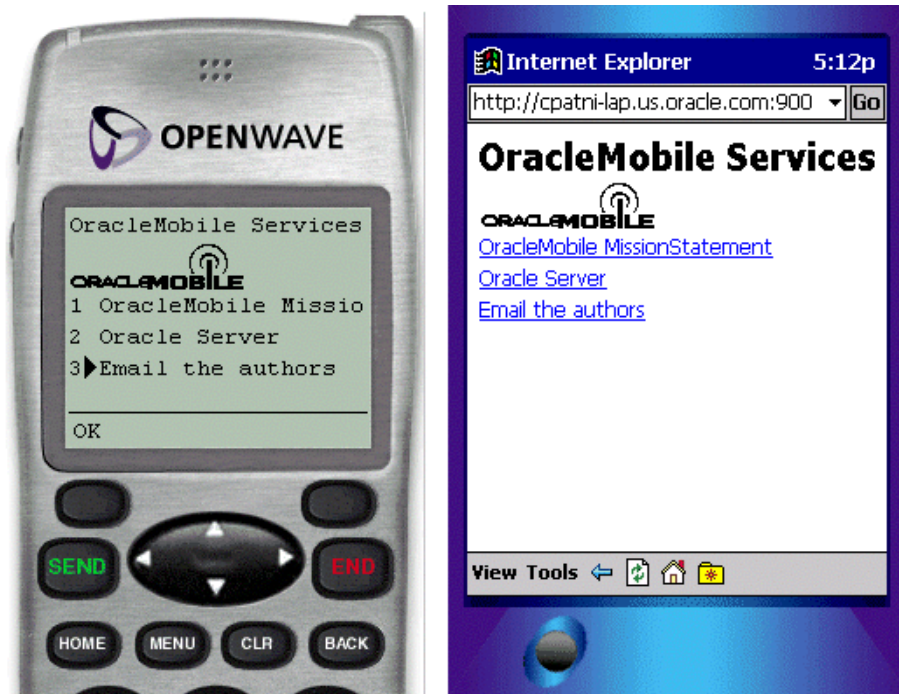 OPENWAVE
OracleMobile Services
ORACLEMOBILE
1 OracleMobile Missio
2 Oracle Server
3 Email the authors
OK
SEND
END
HOME
MENU
CLR
BACK
Internet Explorer 5:12p
http://cpatni-lap.us.oracle.com:900 Go
OracleMobile Services
ORACLEMOBILE
OracleMobile MissionStatement
Oracle Server
Email the authors
View Tools